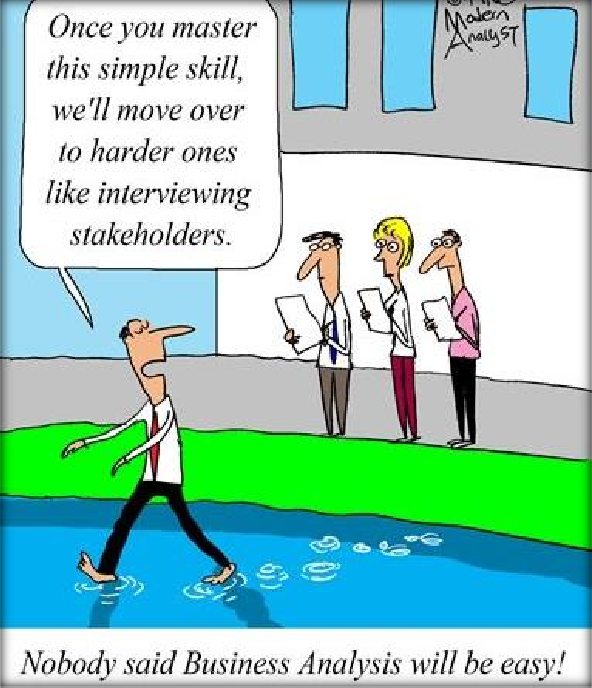 Once you master
this simple skill,
we'll move over
to harder ones
like interviewing
stakeholders.
Modern
Analyst
Nobody said Business Analysis will be easy!